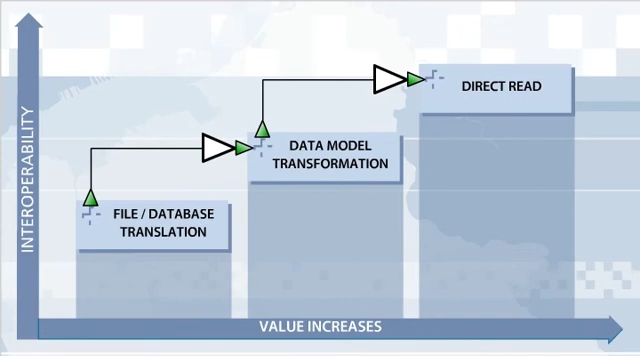 INTEROPERABILITY
DIRECT READ
DATA MODEL
TRANSFORMATION
FILE / DATABASE
TRANSLATION
VALUE INCREASES